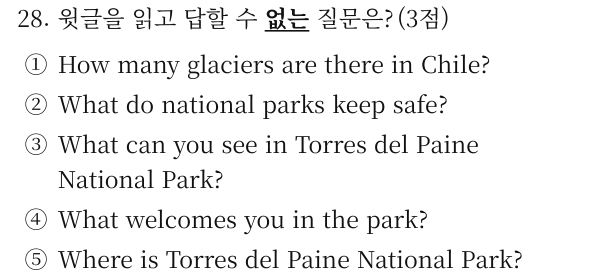 28. 윗글을 읽고 답할 수 없는 질문은? (3점)
① How many glaciers are there in Chile?
② What do national parks keep safe?
③ What can you see in Torres del Paine
National Park?
④ What welcomes you in the park?
⑤ Where is Torres del Paine National Park?